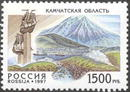 КАМЧАТСКАЯ ОБЛАСТЬ
РОССИЯ
ROSSIJA • 1997
1500 РУБ.